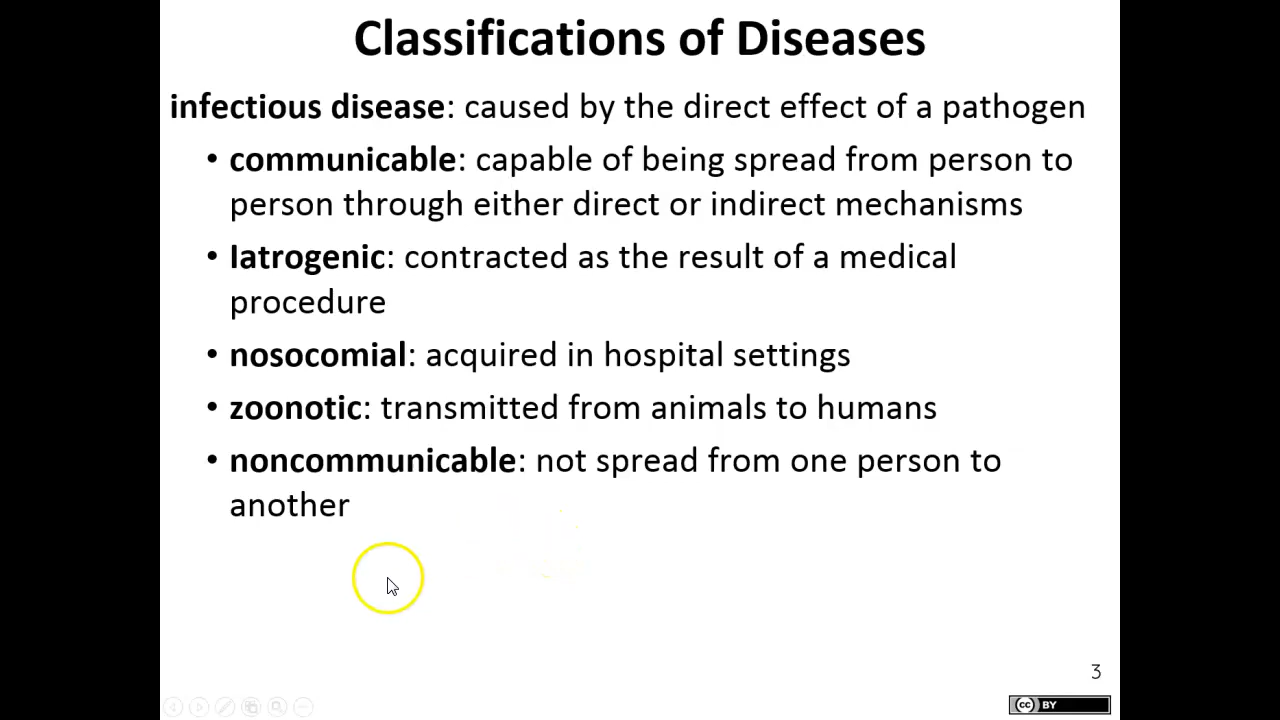 Classifications of Diseases
infectious disease: caused by the direct effect of a pathogen
• communicable: capable of being spread from person to
person through either direct or indirect mechanisms
• Iatrogenic: contracted as the result of a medical
procedure
• nosocomial: acquired in hospital settings
• zoonotic: transmitted from animals to humans
• noncommunicable: not spread from one person to
another
3
cc BY